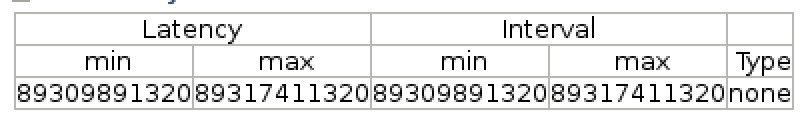 Latency Interval
min max min max Type
89309891320 89317411320 89309891320 89317411320 none